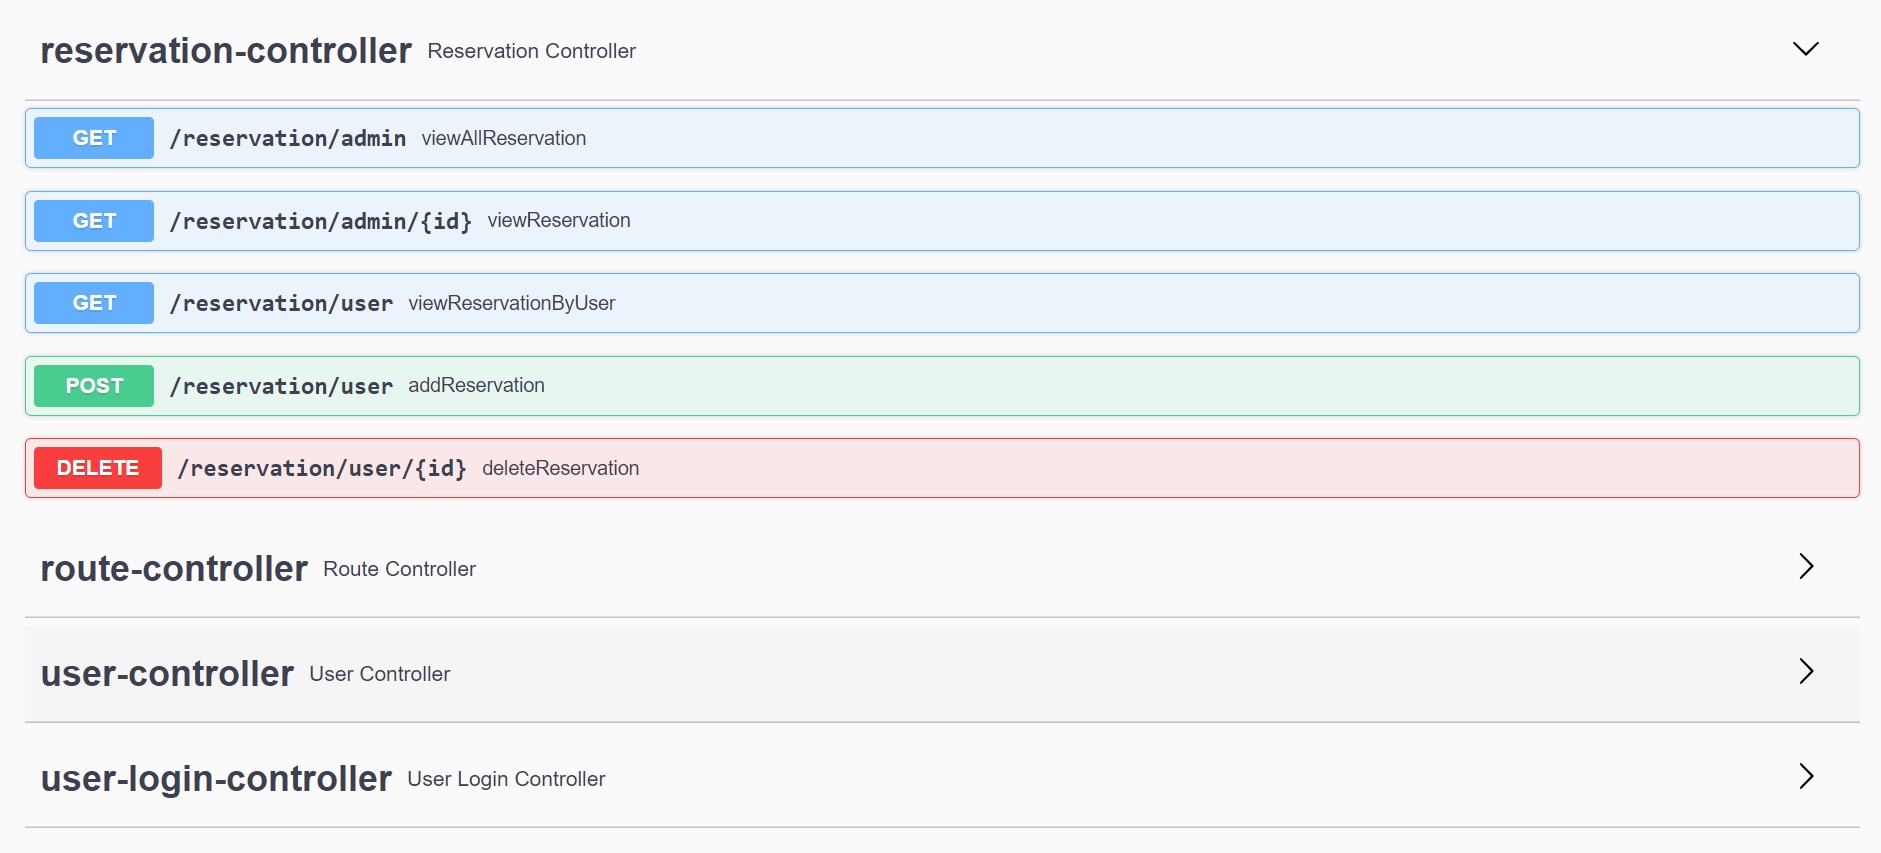 reservation-controller Reservation Controller
GET /reservation/admin viewAllReservation
GET /reservation/admin/{id} viewReservation
GET /reservation/user viewReservationByUser
POST /reservation/user addReservation
DELETE /reservation/user/{id} deleteReservation
route-controller Route Controller
user-controller User Controller
user-login-controller User Login Controller